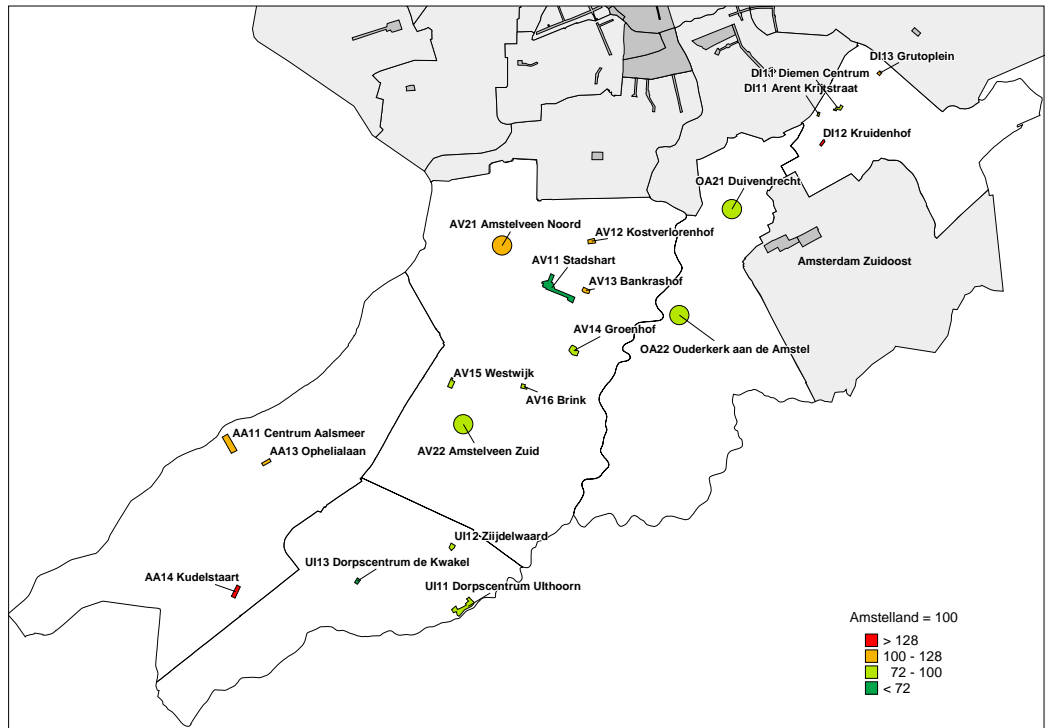 DI13 Grutoplein
DI11 Diemen Centrum
DI11 Arent Krijtstraat
DI12 Kruidenhof
OA21 Duivendrecht
AV21 Amstelveen Noord
AV12 Kostverlorenhof
AV11 Stadshart
Amsterdam Zuidoost
AV13 Bankrashof
AV14 Groenhof
OA22 Ouderkerk aan de Amstel
AV15 Westwijk
AV16 Brink
AA11 Centrum Aalsmeer
AA13 Ophelialaan
AV22 Amstelveen Zuid
UI12 Ziijdelwaard
UI13 Dorpscentrum de Kwakel
AA14 Kudelstaart
UI11 Dorpscentrum UIthoorn
Amstelland = 100
> 128
100 - 128
72 - 100
< 72